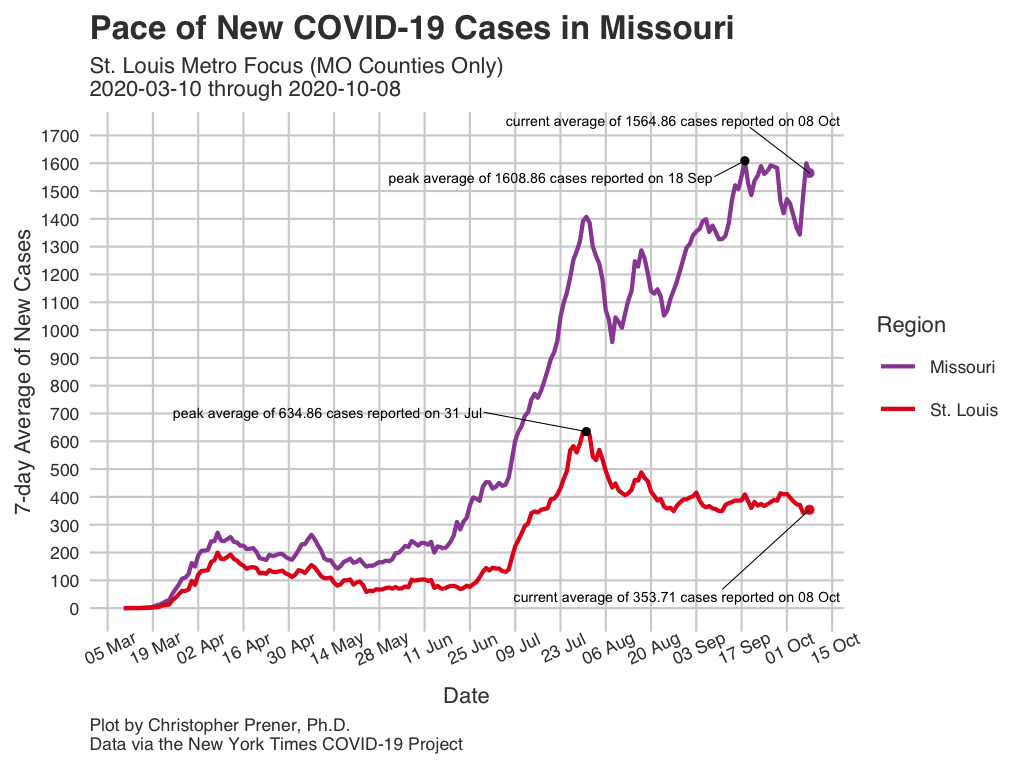 Pace of New COVID-19 Cases in Missouri
St. Louis Metro Focus (MO Counties Only)
2020-03-10 through 2020-10-08
current average of 1564.86 cases reported on 08 Oct
peak average of 1608.86 cases reported on 18 Sep
peak average of 634.86 cases reported on 31 Jul
current average of 353.71 cases reported on 08 Oct
7-day Average of New Cases
1700
1600
1500
1400
1300
1200
1100
1000
900
800
700
600
500
400
300
200
100
0
05 Mar
19 Mar
02 Apr
16 Apr
30 Apr
14 May
28 May
11 Jun
25 Jun
09 Jul
23 Jul
06 Aug
20 Aug
03 Sep
17 Sep
01 Oct
15 Oct
Date
Region
Missouri
St. Louis
Plot by Christopher Prener, Ph.D.
Data via the New York Times COVID-19 Project